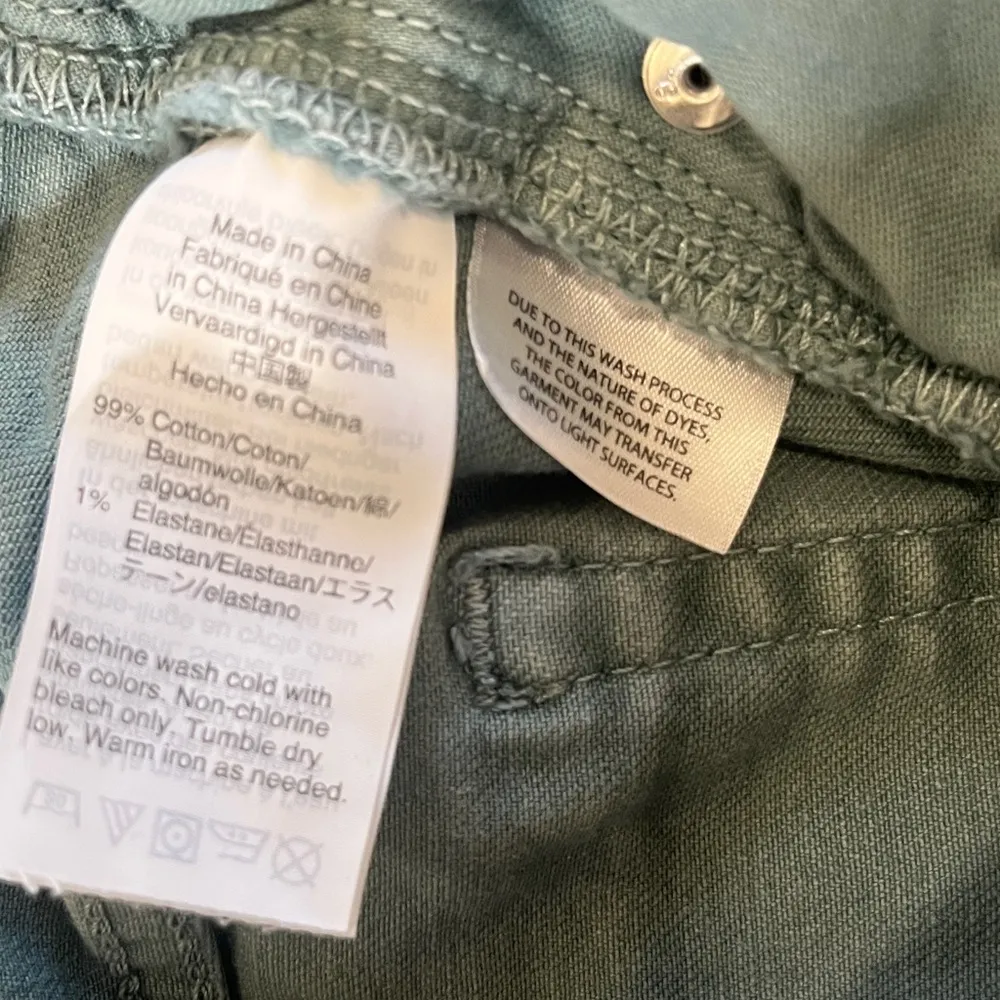 Made in China
Fabriqué en Chine
in China Hergestellt
Vervaardigd in China
中国製
Hecho en China
99% Cotton/Coton/
Baumwolle/Katoen/綿/
algodón
1% Elastane/Élasthanne/
Elastan/Elastaan/エラス
ラーン/elastano
Machine wash cold with
like colors. Non-chlorine
bleach only. Tumble dry
low. Warm iron as needed.
DUE TO THIS WASH PROCESS
AND THE NATURE OF DYES,
THE COLOR FROM THIS
GARMENT MAY TRANSFER
ONTO LIGHT SURFACES.